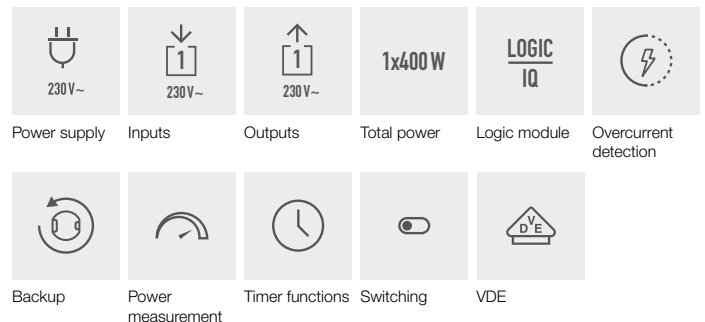 230 V~
1
230 V~
1
230 V~
1x400 W
LOGIC
IQ
Power supply
Inputs
Outputs
Total power
Logic module
Overcurrent
detection
D V E
Backup
Power
measurement
Timer functions
Switching
VDE